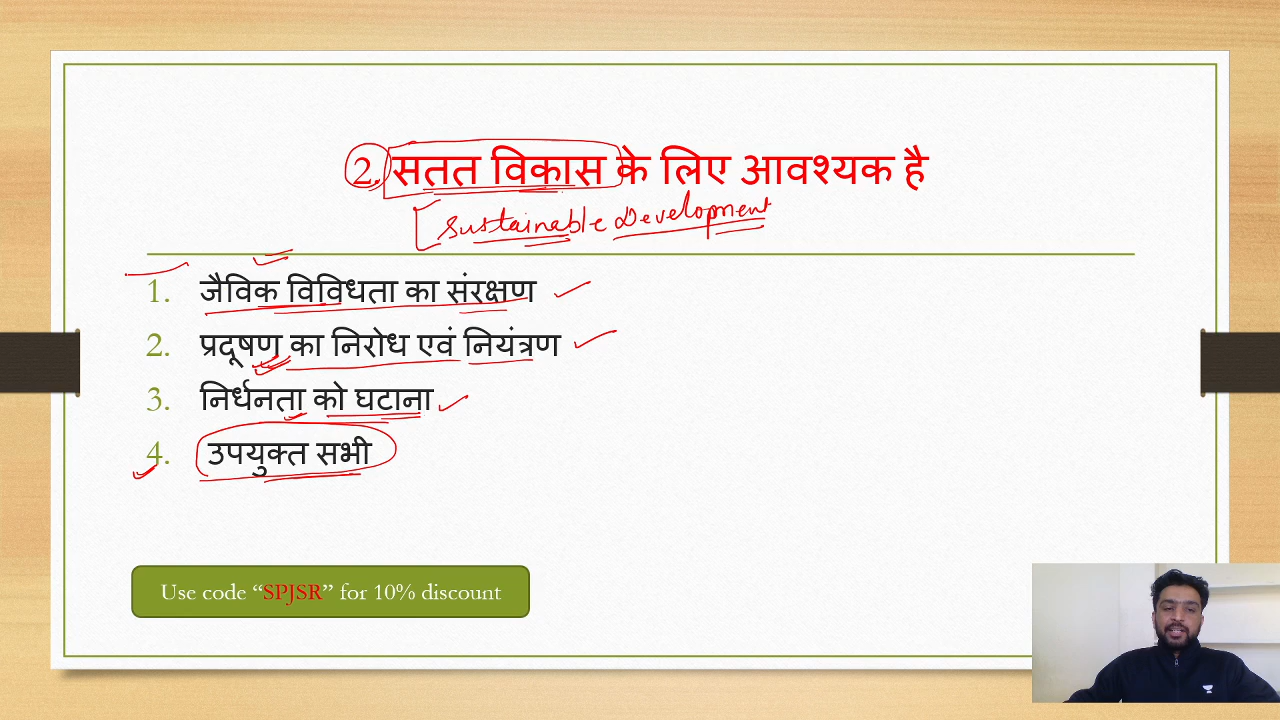 2. सतत विकास के लिए आवश्यक है
Sustainable Development
1. जैविक विविधता का संरक्षण
2. प्रदूषण का निरोध एवं नियंत्रण
3. निर्धनता को घटाना
4. उपयुक्त सभी
Use code “SPJSR” for 10% discount